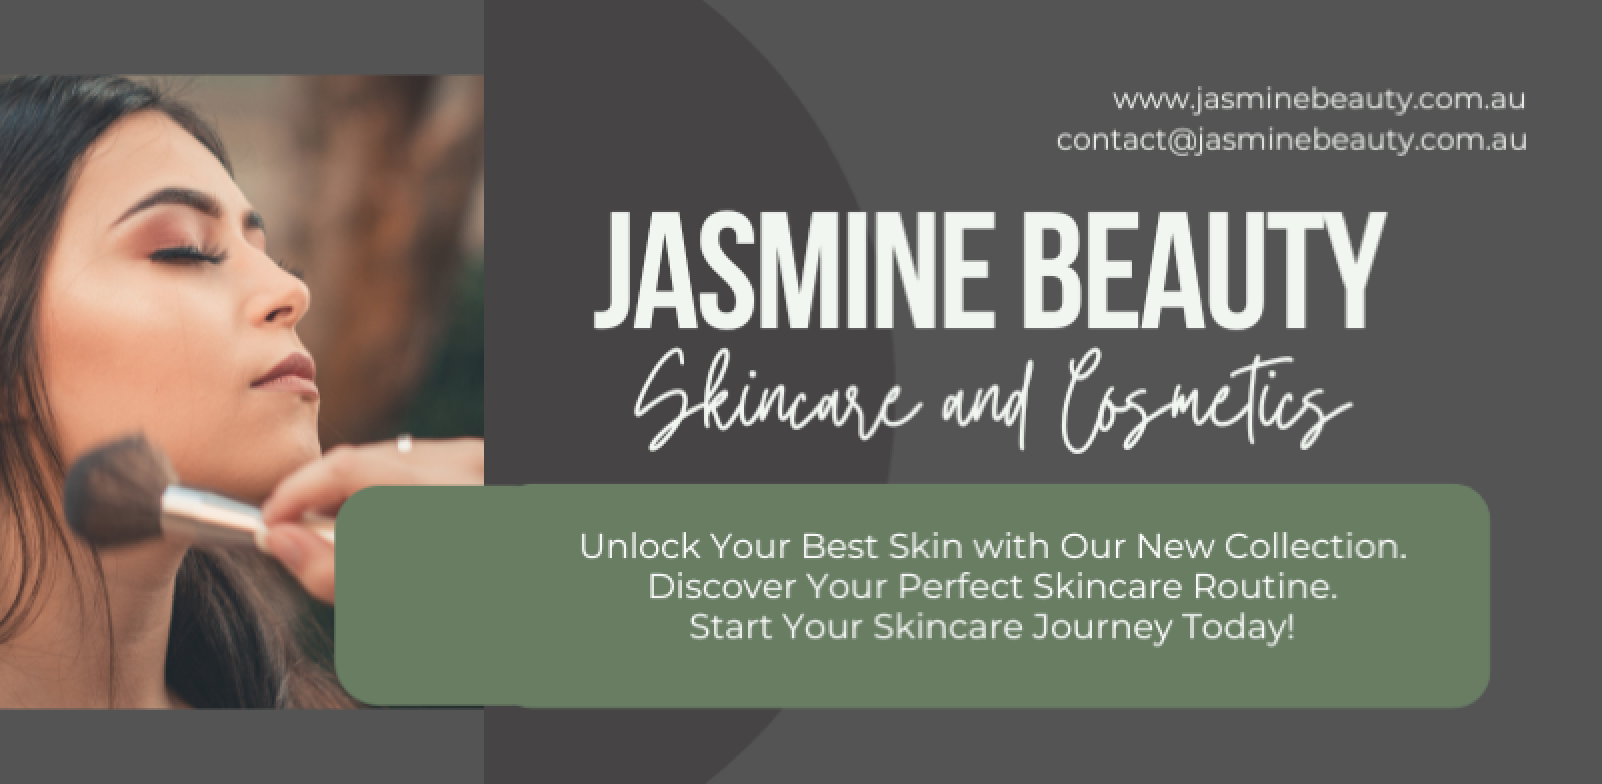 www.jasminebeauty.com.au
contact@jasminebeauty.com.au
JASMINE BEAUTY
Skincare and Cosmetics
Unlock Your Best Skin with Our New Collection.
Discover Your Perfect Skincare Routine.
Start Your Skincare Journey Today!